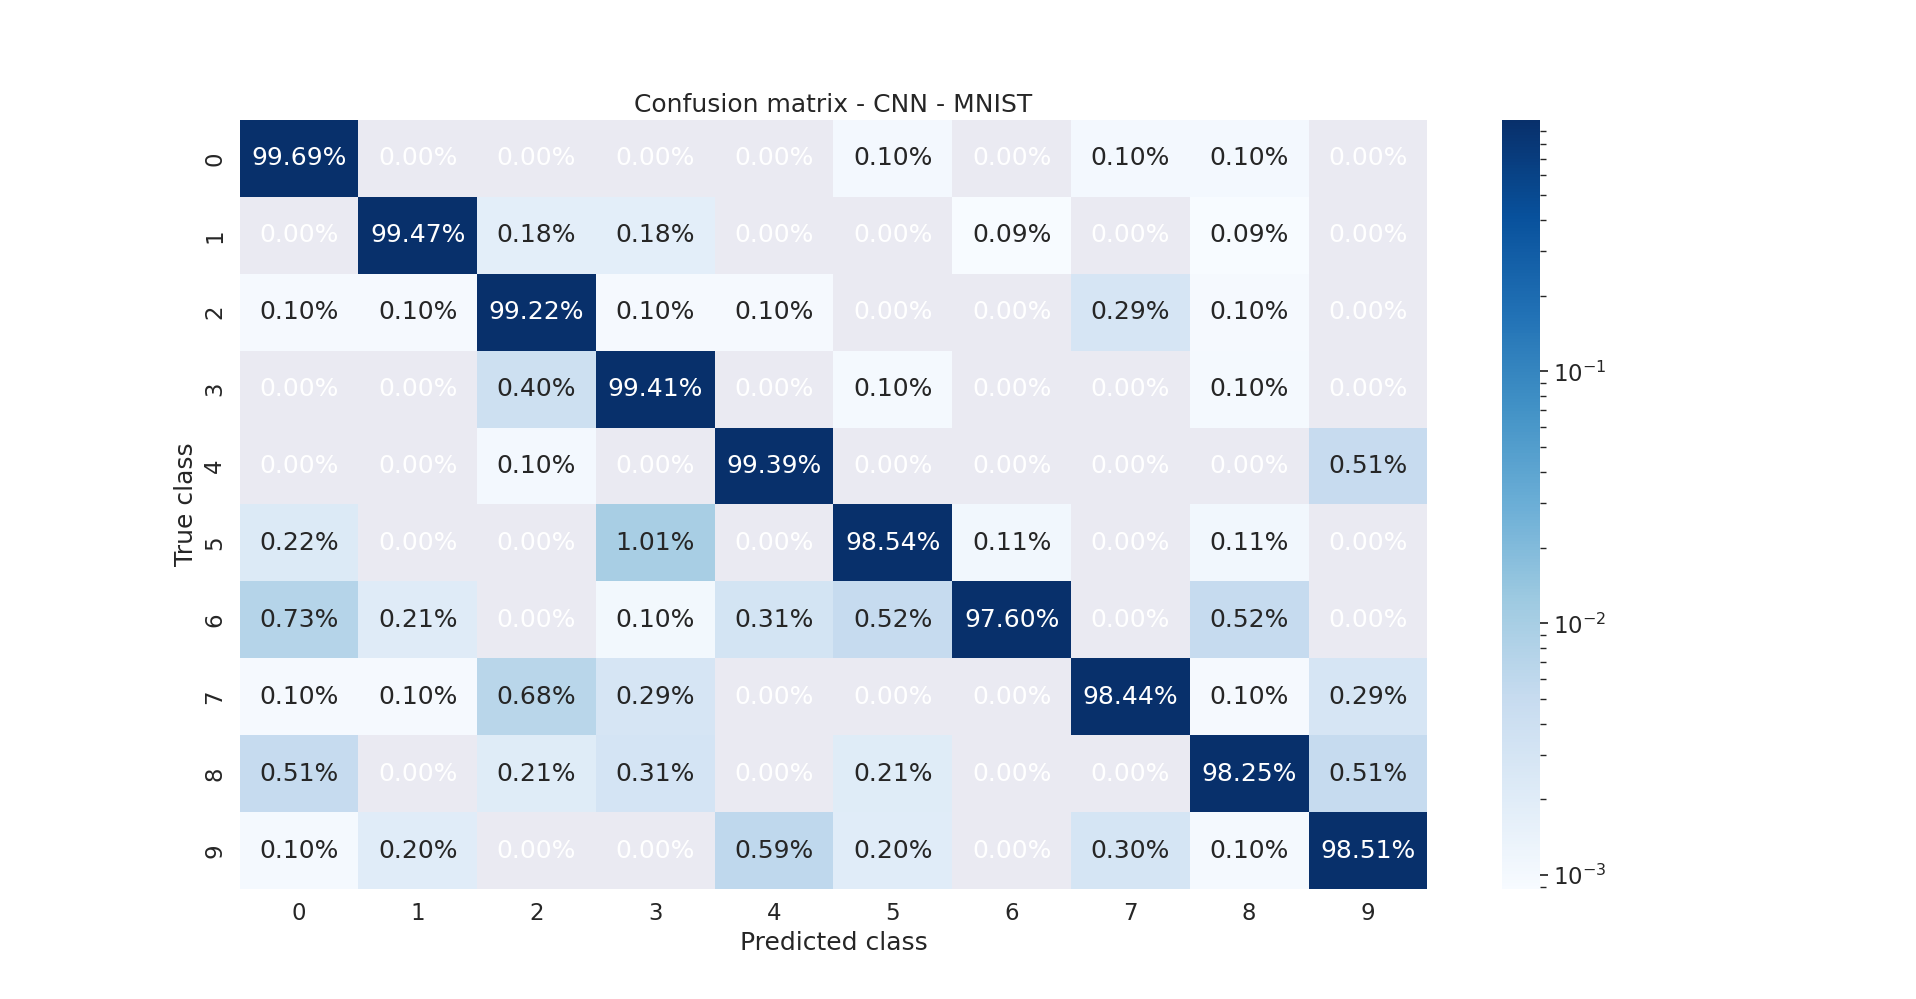 Confusion matrix - CNN - MNIST
0 99.69% 0.00% 0.00% 0.00% 0.00% 0.10% 0.00% 0.10% 0.10% 0.00%
1 0.00% 99.47% 0.18% 0.18% 0.00% 0.00% 0.09% 0.00% 0.09% 0.00%
2 0.10% 0.10% 99.22% 0.10% 0.10% 0.00% 0.00% 0.29% 0.10% 0.00%
3 0.00% 0.00% 0.40% 99.41% 0.00% 0.10% 0.00% 0.00% 0.10% 0.00%
4 0.00% 0.00% 0.10% 0.00% 99.39% 0.00% 0.00% 0.00% 0.00% 0.51%
5 0.22% 0.00% 0.00% 1.01% 0.00% 98.54% 0.11% 0.00% 0.11% 0.00%
6 0.73% 0.21% 0.00% 0.10% 0.31% 0.52% 97.60% 0.00% 0.52% 0.00%
7 0.10% 0.10% 0.68% 0.29% 0.00% 0.00% 0.00% 98.44% 0.10% 0.29%
8 0.51% 0.00% 0.21% 0.31% 0.00% 0.21% 0.00% 0.00% 98.25% 0.51%
9 0.10% 0.20% 0.00% 0.00% 0.59% 0.20% 0.00% 0.30% 0.10% 98.51%
0 1 2 3 4 5 6 7 8 9
Predicted class
True class
10⁻¹
10⁻²
10⁻³